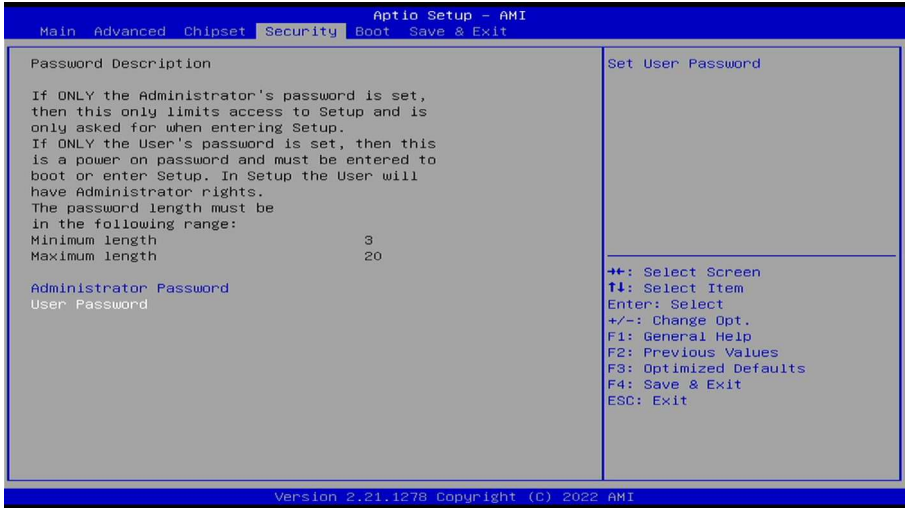 Aptio Setup – AMI
Main Advanced Chipset Security Boot Save & Exit
Password Description
If ONLY the Administrator's password is set,
then this only limits access to Setup and is
only asked for when entering Setup.
If ONLY the User's password is set, then this
is a power on password and must be entered to
boot or enter Setup. In Setup the User will
have Administrator rights.
The password length must be
in the following range:
Minimum length 3
Maximum length 20
Administrator Password
User Password
Set User Password
→←: Select Screen
↑↓: Select Item
Enter: Select
+/-: Change Opt.
F1: General Help
F2: Previous Values
F3: Optimized Defaults
F4: Save & Exit
ESC: Exit
Version 2.21.1278 Copyright (C) 2022 AMI